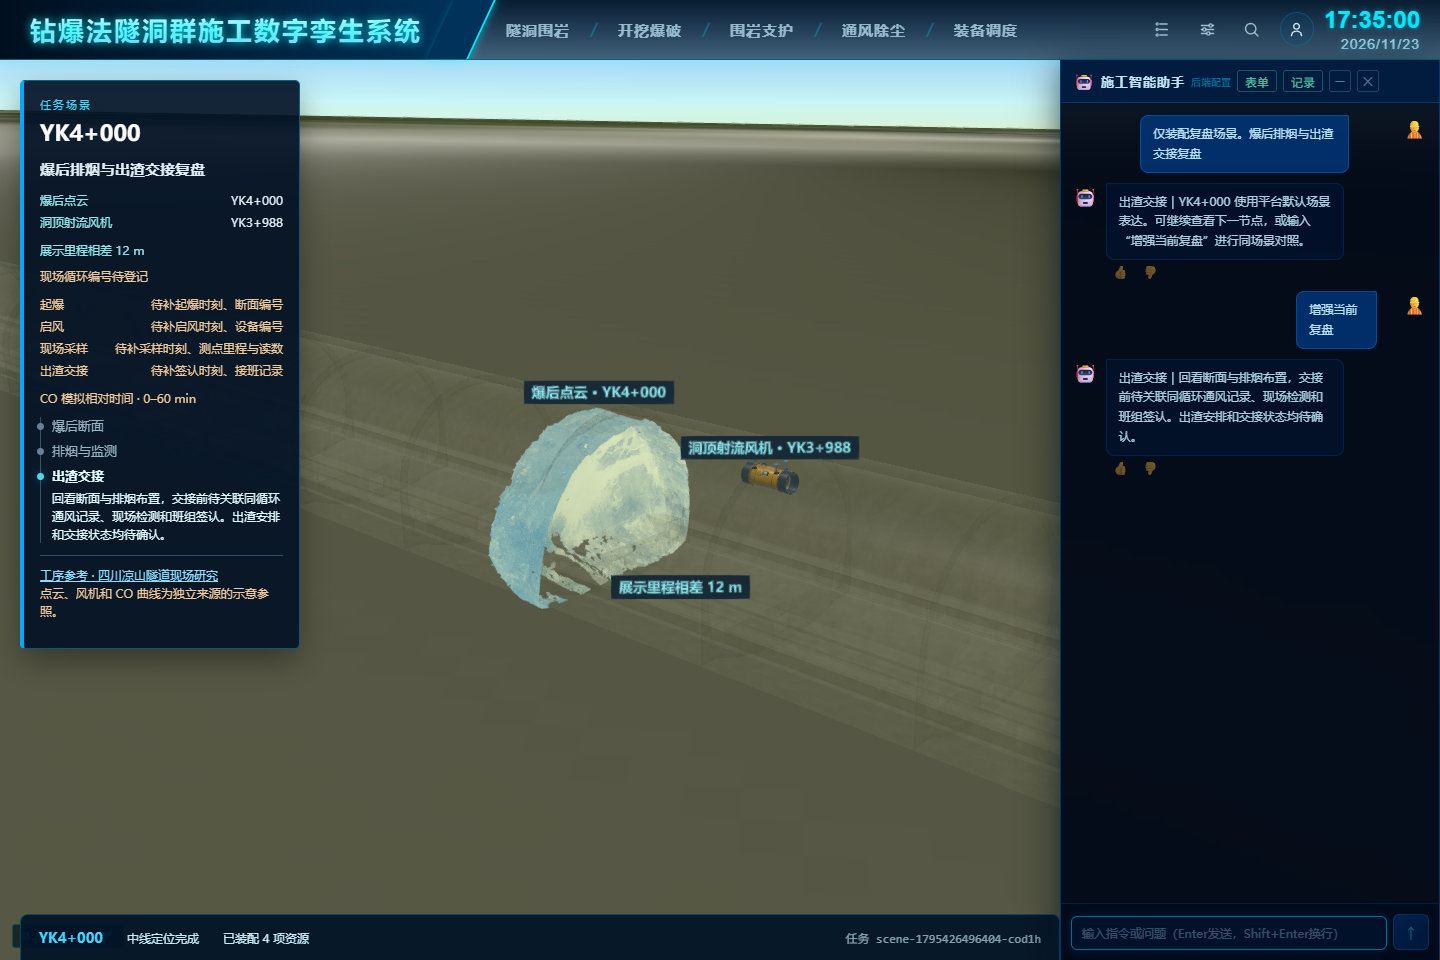 钻爆法隧洞群施工数字孪生系统
隧洞围岩 / 开挖爆破 / 围岩支护 / 通风除尘 / 装备调度
17:35:00
2026/11/23
任务场景
YK4+000
爆后排烟与出渣交接复盘
爆后点云 YK4+000
洞顶射流风机 YK3+988
展示里程相差 12 m
现场循环编号待登记
起爆 待补起爆时刻、断面编号
启风 待补启风时刻、设备编号
现场采样 待补采样时刻、测点里程与读数
出渣交接 待补签认时刻、接班记录
CO 模拟相对时间 · 0–60 min
爆后断面
排烟与监测
出渣交接
回看断面与排烟布置，交接前待关联同循环
通风记录、现场检测和班组签认。出渣安排
和交接状态均待确认。
工序参考 · 四川凉山隧道现场研究
点云、风机和 CO 曲线为独立来源的示意参
照。
爆后点云 · YK4+000
洞顶射流风机 · YK3+988
展示里程相差 12 m
施工智能助手 后端配置 表单 记录
仅装配复盘场景。爆后排烟与出渣
交接复盘
出渣交接 | YK4+000 使用平台默认场景
表达。可继续查看下一节点，或输入
“增强当前复盘”进行同场景对照。
增强当前
复盘
出渣交接 | 回看断面与排烟布置，交接
前待关联同循环通风记录、现场检测和
班组签认。出渣安排和交接状态均待确
认。
输入指令或问题（Enter发送，Shift+Enter换行）
YK4+000 中线定位完成 已装配 4 项资源
任务 scene-1795426496404-cod1h